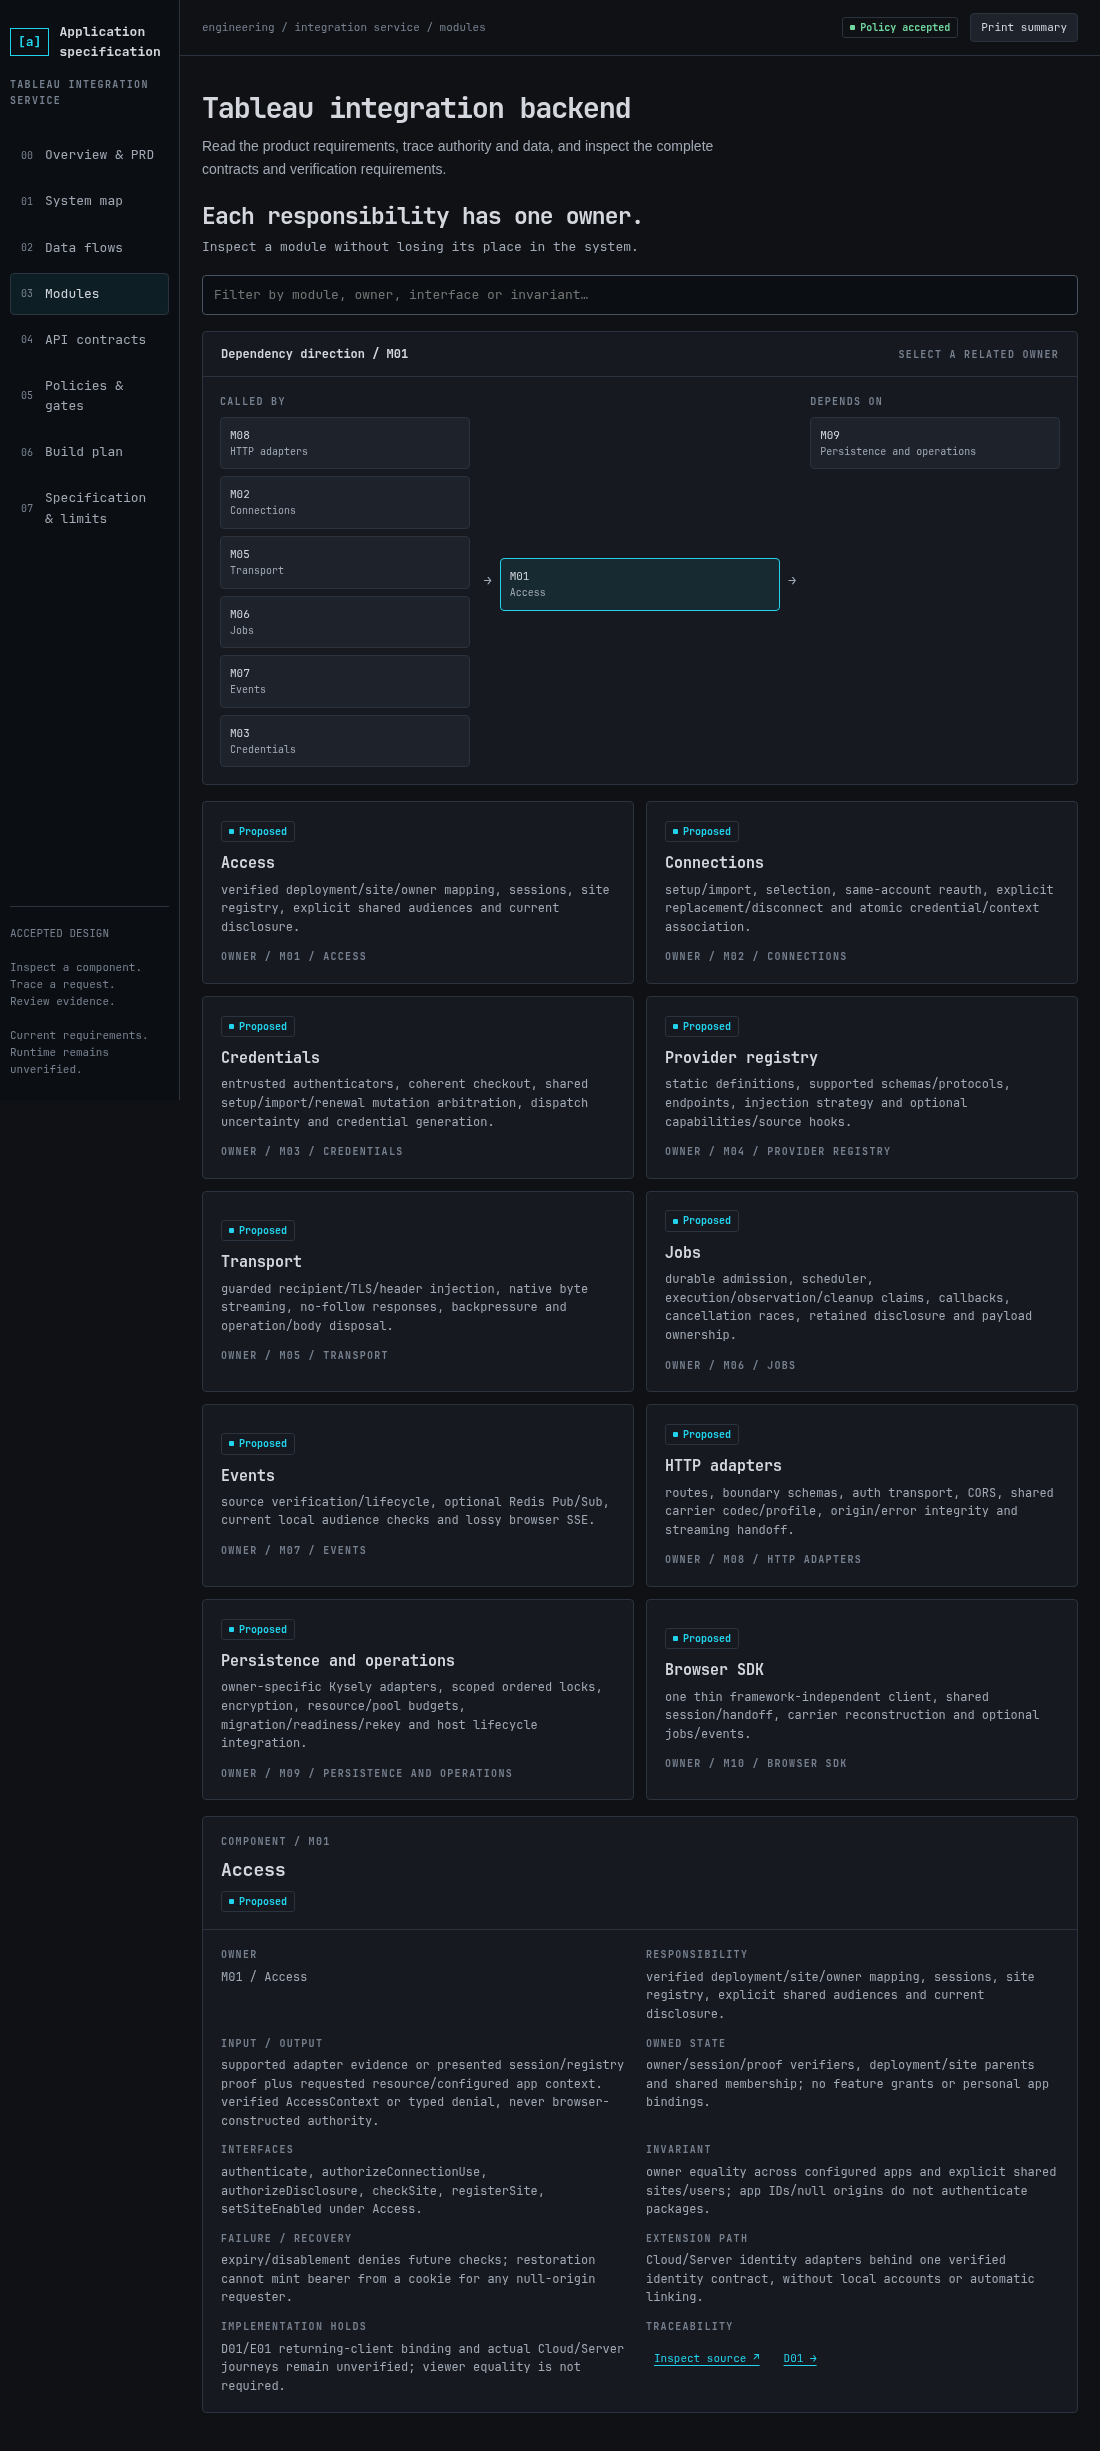 [a]
Application
specification
TABLEAU INTEGRATION
SERVICE
00 Overview & PRD
01 System map
02 Data flows
03 Modules
04 API contracts
05 Policies &
gates
06 Build plan
07 Specification
& limits
ACCEPTED DESIGN
Inspect a component.
Trace a request.
Review evidence.
Current requirements.
Runtime remains
unverified.
engineering / integration service / modules
Policy accepted
Print summary
Tableau integration backend
Read the product requirements, trace authority and data, and inspect the complete
contracts and verification requirements.
Each responsibility has one owner.
Inspect a module without losing its place in the system.
Filter by module, owner, interface or invariant…
Dependency direction / M01
SELECT A RELATED OWNER
CALLED BY
M08
HTTP adapters
M02
Connections
M05
Transport
M06
Jobs
M07
Events
M03
Credentials
→
M01
Access
→
DEPENDS ON
M09
Persistence and operations
Proposed
Access
verified deployment/site/owner mapping, sessions, site
registry, explicit shared audiences and current
disclosure.
OWNER / M01 / ACCESS
Proposed
Connections
setup/import, selection, same-account reauth, explicit
replacement/disconnect and atomic credential/context
association.
OWNER / M02 / CONNECTIONS
Proposed
Credentials
entrusted authenticators, coherent checkout, shared
setup/import/renewal mutation arbitration, dispatch
uncertainty and credential generation.
OWNER / M03 / CREDENTIALS
Proposed
Provider registry
static definitions, supported schemas/protocols,
endpoints, injection strategy and optional
capabilities/source hooks.
OWNER / M04 / PROVIDER REGISTRY
Proposed
Transport
guarded recipient/TLS/header injection, native byte
streaming, no-follow responses, backpressure and
operation/body disposal.
OWNER / M05 / TRANSPORT
Proposed
Jobs
durable admission, scheduler,
execution/observation/cleanup claims, callbacks,
cancellation races, retained disclosure and payload
ownership.
OWNER / M06 / JOBS
Proposed
Events
source verification/lifecycle, optional Redis Pub/Sub,
current local audience checks and lossy browser SSE.
OWNER / M07 / EVENTS
Proposed
HTTP adapters
routes, boundary schemas, auth transport, CORS, shared
carrier codec/profile, origin/error integrity and
streaming handoff.
OWNER / M08 / HTTP ADAPTERS
Proposed
Persistence and operations
owner-specific Kysely adapters, scoped ordered locks,
encryption, resource/pool budgets,
migration/readiness/rekey and host lifecycle
integration.
OWNER / M09 / PERSISTENCE AND OPERATIONS
Proposed
Browser SDK
one thin framework-independent client, shared
session/handoff, carrier reconstruction and optional
jobs/events.
OWNER / M10 / BROWSER SDK
COMPONENT / M01
Access
Proposed
OWNER
M01 / Access
RESPONSIBILITY
verified deployment/site/owner mapping, sessions, site
registry, explicit shared audiences and current
disclosure.
INPUT / OUTPUT
supported adapter evidence or presented session/registry
proof plus requested resource/configured app context.
verified AccessContext or typed denial, never browser-
constructed authority.
OWNED STATE
owner/session/proof verifiers, deployment/site parents
and shared membership; no feature grants or personal app
bindings.
INTERFACES
authenticate, authorizeConnectionUse,
authorizeDisclosure, checkSite, registerSite,
setSiteEnabled under Access.
INVARIANT
owner equality across configured apps and explicit shared
sites/users; app IDs/null origins do not authenticate
packages.
FAILURE / RECOVERY
expiry/disablement denies future checks; restoration
cannot mint bearer from a cookie for any null-origin
requester.
EXTENSION PATH
Cloud/Server identity adapters behind one verified
identity contract, without local accounts or automatic
linking.
IMPLEMENTATION HOLDS
D01/E01 returning-client binding and actual Cloud/Server
journeys remain unverified; viewer equality is not
required.
TRACEABILITY
Inspect source ↗ D01 →